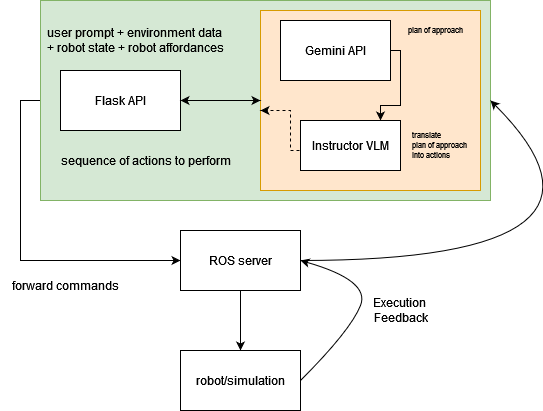 user prompt + environment data
+ robot state + robot affordances
plan of approach
Gemini API
Flask API
Instructor VLM
translate
plan of approach
into actions
sequence of actions to perform
ROS server
forward commands
Execution
Feedback
robot/simulation